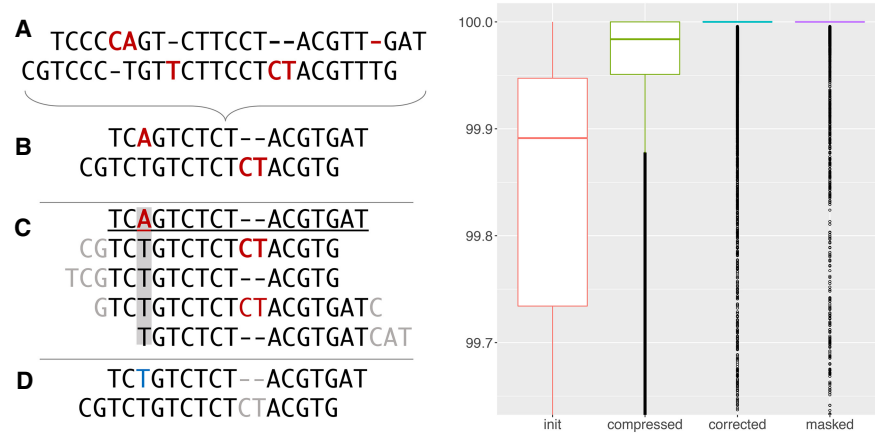 A
TCCCCAGT-CTTCCT--ACGTT-GAT
CGTCCC-TGTTCTTCCTCTACGTTTG
B
TCAGTCTCT--ACGTGAT
CGTCTGTCTCTCTACGTG
C
TCAGTCTCT--ACGTGAT
CGTCTGTCTCTCTACGTG
TCGTCTGTCTCT--ACGTG
GTCTGTCTCTCTACGTGATC
TGTCTCT--ACGTGATCAT
D
TCTGTCTCT--ACGTGAT
CGTCTGTCTCTCTACGTG
100.0
99.9
99.8
99.7
init compressed corrected masked